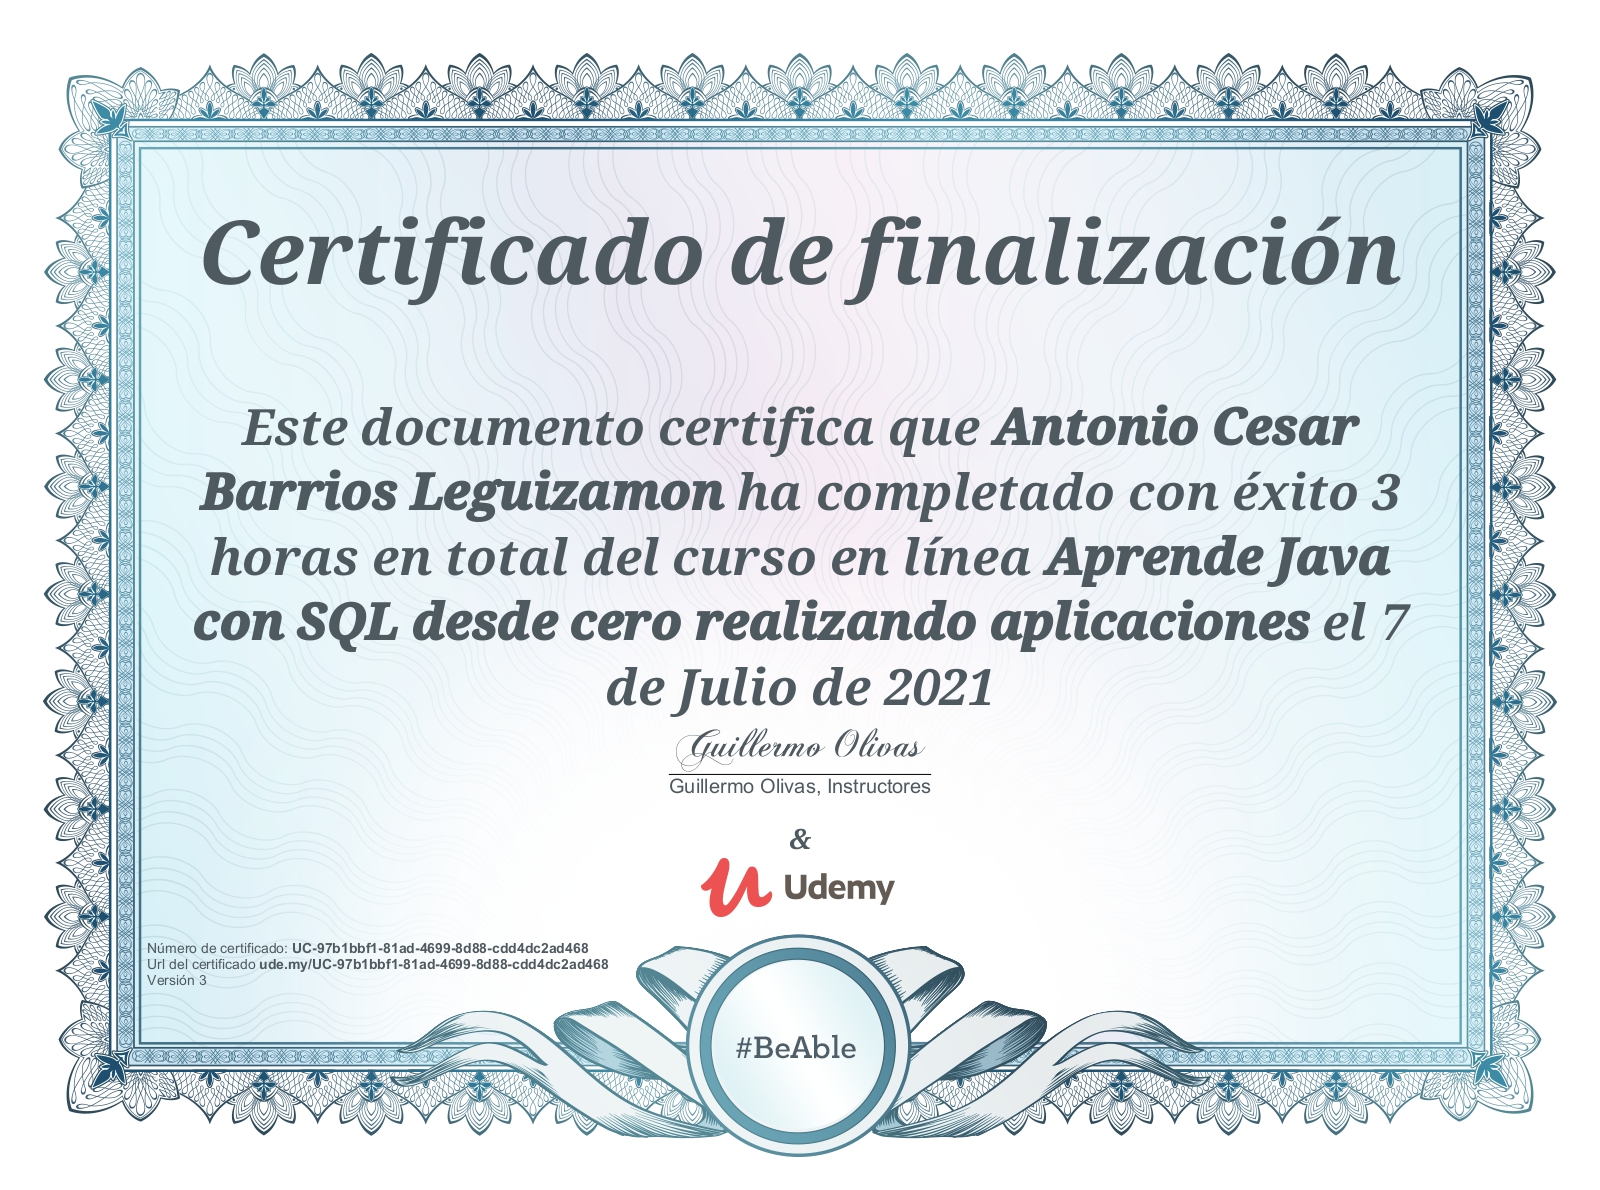 Certificado de finalización
Este documento certifica que Antonio Cesar
Barrios Leguizamon ha completado con éxito 3
horas en total del curso en línea Aprende Java
con SQL desde cero realizando aplicaciones el 7
de Julio de 2021
Guillermo Olivas
Guillermo Olivas, Instructores
&
Udemy
Número de certificado: UC-97b1bbf1-81ad-4699-8d88-cdd4dc2ad468
Url del certificado ude.my/UC-97b1bbf1-81ad-4699-8d88-cdd4dc2ad468
Versión 3
#BeAble